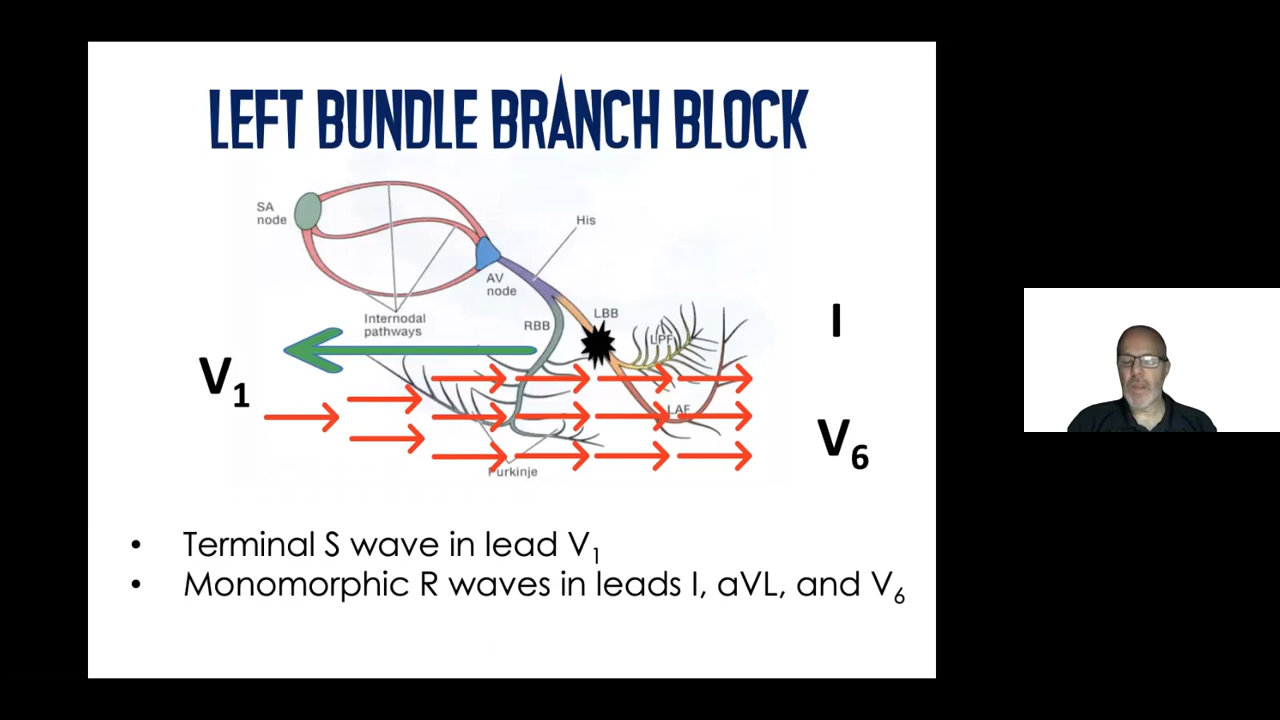 LEFT BUNDLE BRANCH BLOCK
SA
node
His
AV
node
LBB
Internodal
pathways
RBB
LPF
I
V1
LAF
V6
Purkinje
• Terminal S wave in lead V1
• Monomorphic R waves in leads I, aVL, and V6